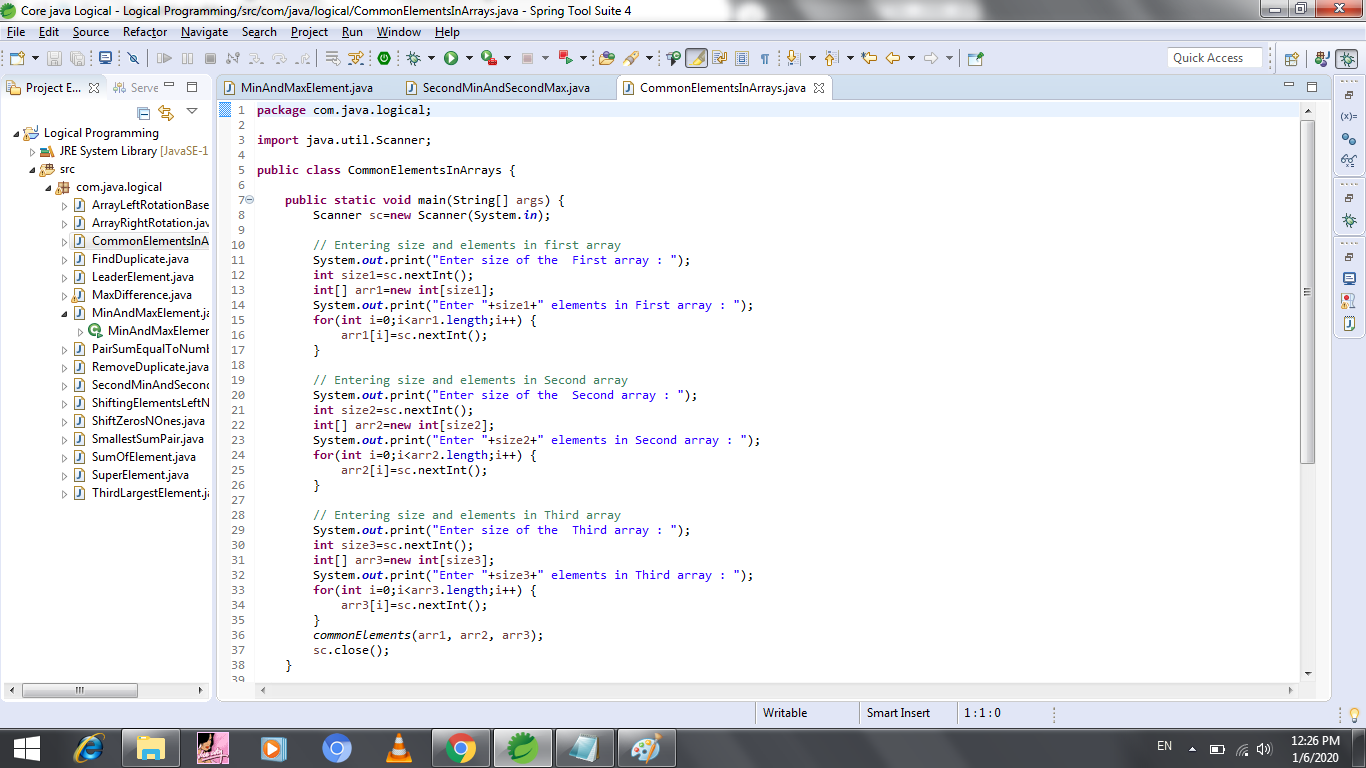 Core java Logical - Logical Programming/src/com/java/logical/CommonElementsInArrays.java - Spring Tool Suite 4
File Edit Source Refactor Navigate Search Project Run Window Help
Quick Access
Project E...
Serve
MinAndMaxElement.java
SecondMinAndSecondMax.java
CommonElementsInArrays.java
Logical Programming
JRE System Library [JavaSE-1
src
com.java.logical
ArrayLeftRotationBase
ArrayRightRotation.jav
CommonElementsInA
FindDuplicate.java
LeaderElement.java
MaxDifference.java
MinAndMaxElement.ja
MinAndMaxElemer
PairSumEqualToNumb
RemoveDuplicate.java
SecondMinAndSecond
ShiftingElementsLeftN
ShiftZerosNOnes.java
SmallestSumPair.java
SumOfElement.java
SuperElement.java
ThirdLargestElement.ja
1 package com.java.logical;
2
3 import java.util.Scanner;
4
5 public class CommonElementsInArrays {
6
7     public static void main(String[] args) {
8         Scanner sc=new Scanner(System.in);
9
10         // Entering size and elements in first array
11         System.out.print("Enter size of the  First array : ");
12         int size1=sc.nextInt();
13         int[] arr1=new int[size1];
14         System.out.print("Enter "+size1+" elements in First array : ");
15         for(int i=0;i<arr1.length;i++) {
16             arr1[i]=sc.nextInt();
17         }
18
19         // Entering size and elements in Second array
20         System.out.print("Enter size of the  Second array : ");
21         int size2=sc.nextInt();
22         int[] arr2=new int[size2];
23         System.out.print("Enter "+size2+" elements in Second array : ");
24         for(int i=0;i<arr2.length;i++) {
25             arr2[i]=sc.nextInt();
26         }
27
28         // Entering size and elements in Third array
29         System.out.print("Enter size of the  Third array : ");
30         int size3=sc.nextInt();
31         int[] arr3=new int[size3];
32         System.out.print("Enter "+size3+" elements in Third array : ");
33         for(int i=0;i<arr3.length;i++) {
34             arr3[i]=sc.nextInt();
35         }
36         commonElements(arr1, arr2, arr3);
37         sc.close();
38     }
39
(x)=
Writable
Smart Insert
1 : 1 : 0
EN
12:26 PM
1/6/2020